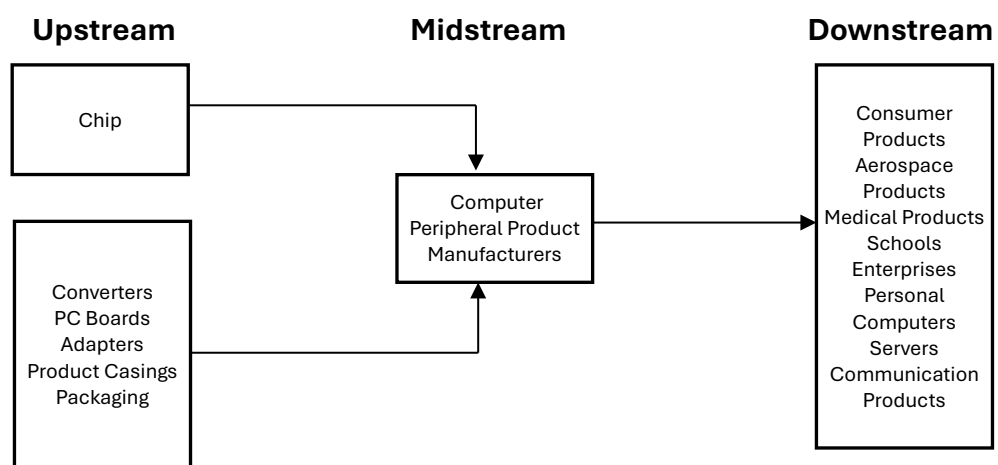 Upstream
Midstream
Downstream
Chip
Converters
PC Boards
Adapters
Product Casings
Packaging
Computer
Peripheral Product
Manufacturers
Consumer
Products
Aerospace
Products
Medical Products
Schools
Enterprises
Personal
Computers
Servers
Communication
Products